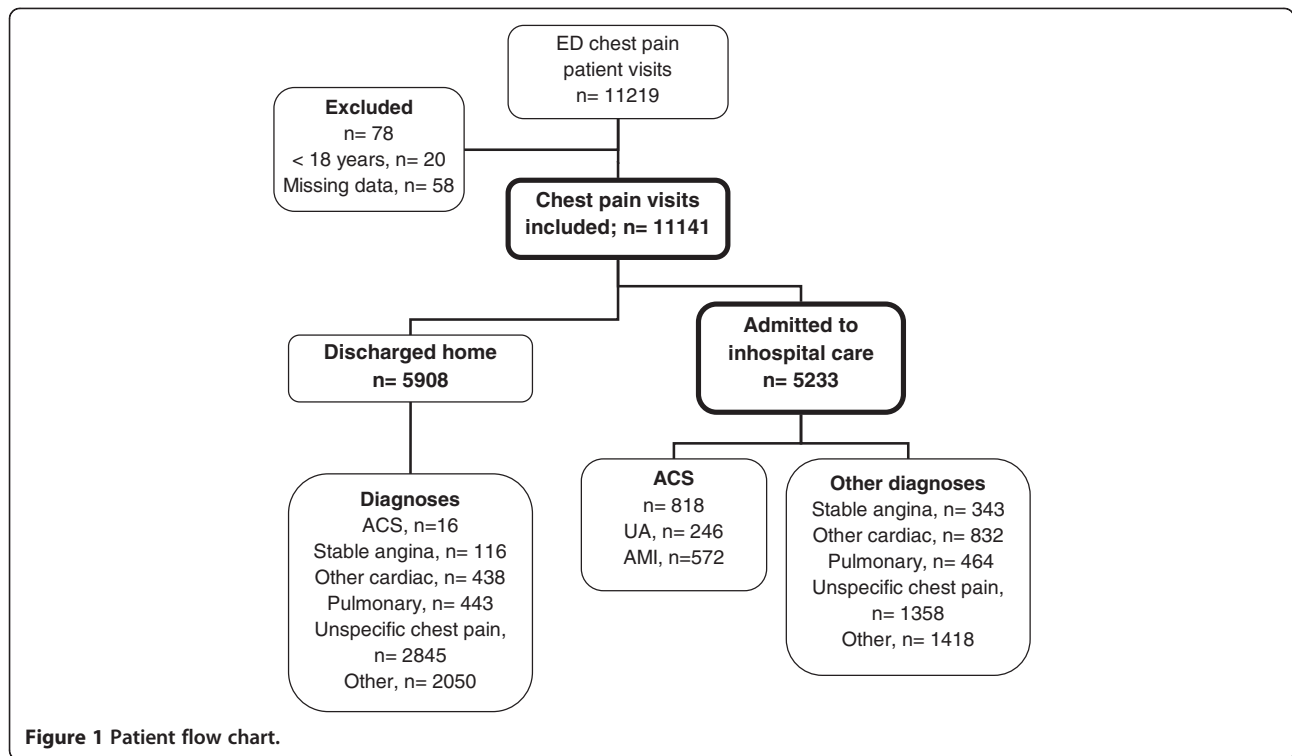 ED chest pain
patient visits
n= 11219
Excluded
n= 78
< 18 years, n= 20
Missing data, n= 58
Chest pain visits
included; n= 11141
Discharged home
n= 5908
Admitted to
inhospital care
n= 5233
Diagnoses
ACS, n=16
Stable angina, n= 116
Other cardiac, n= 438
Pulmonary, n= 443
Unspecific chest pain,
n= 2845
Other, n= 2050
ACS
n= 818
UA, n= 246
AMI, n=572
Other diagnoses
Stable angina, n= 343
Other cardiac, n= 832
Pulmonary, n= 464
Unspecific chest pain,
n= 1358
Other, n= 1418
Figure 1 Patient flow chart.